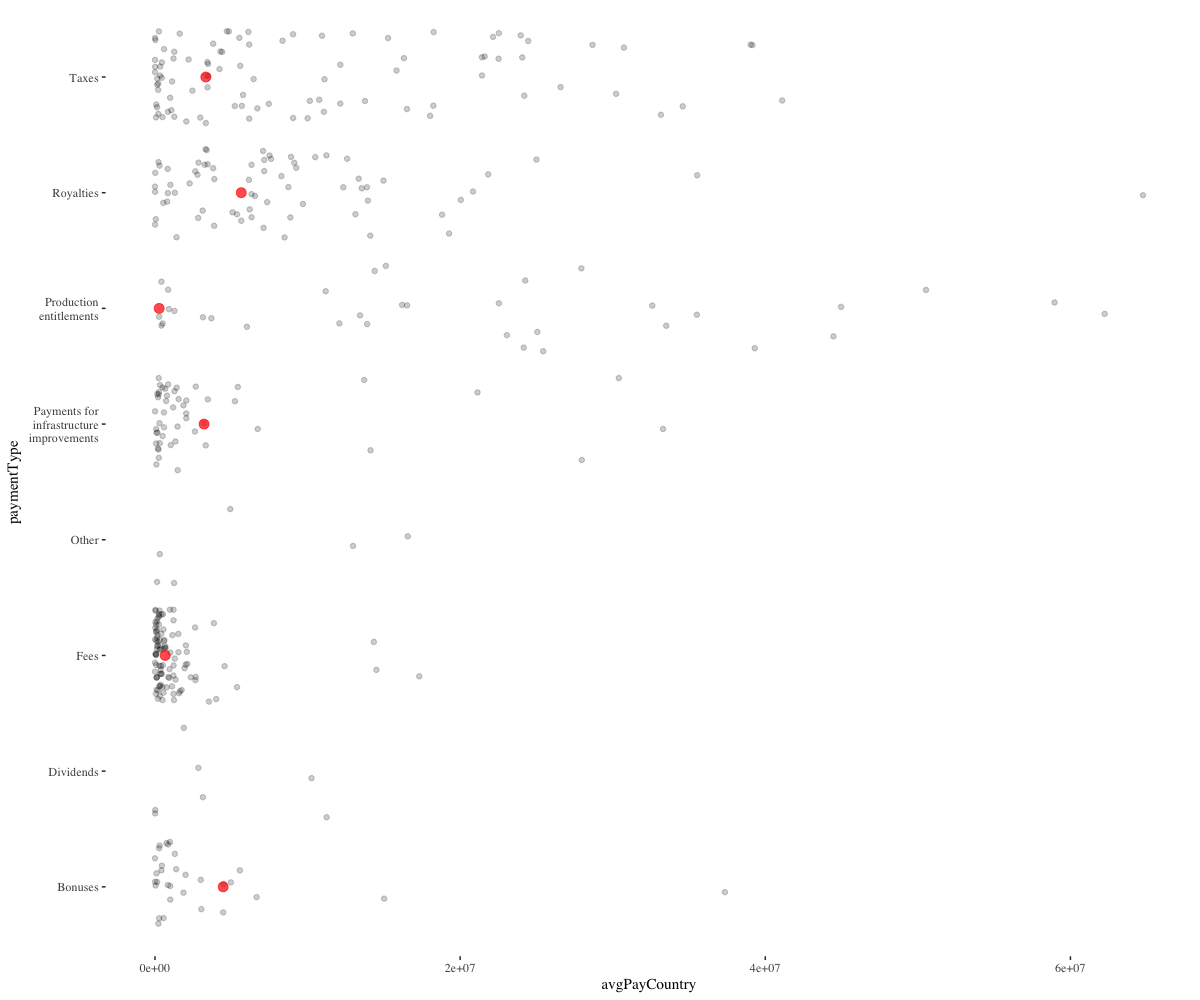 Taxes
Royalties
Production
entitlements
Payments for
infrastructure
improvements
Other
Fees
Dividends
Bonuses
paymentType
0e+00
2e+07
4e+07
6e+07
avgPayCountry